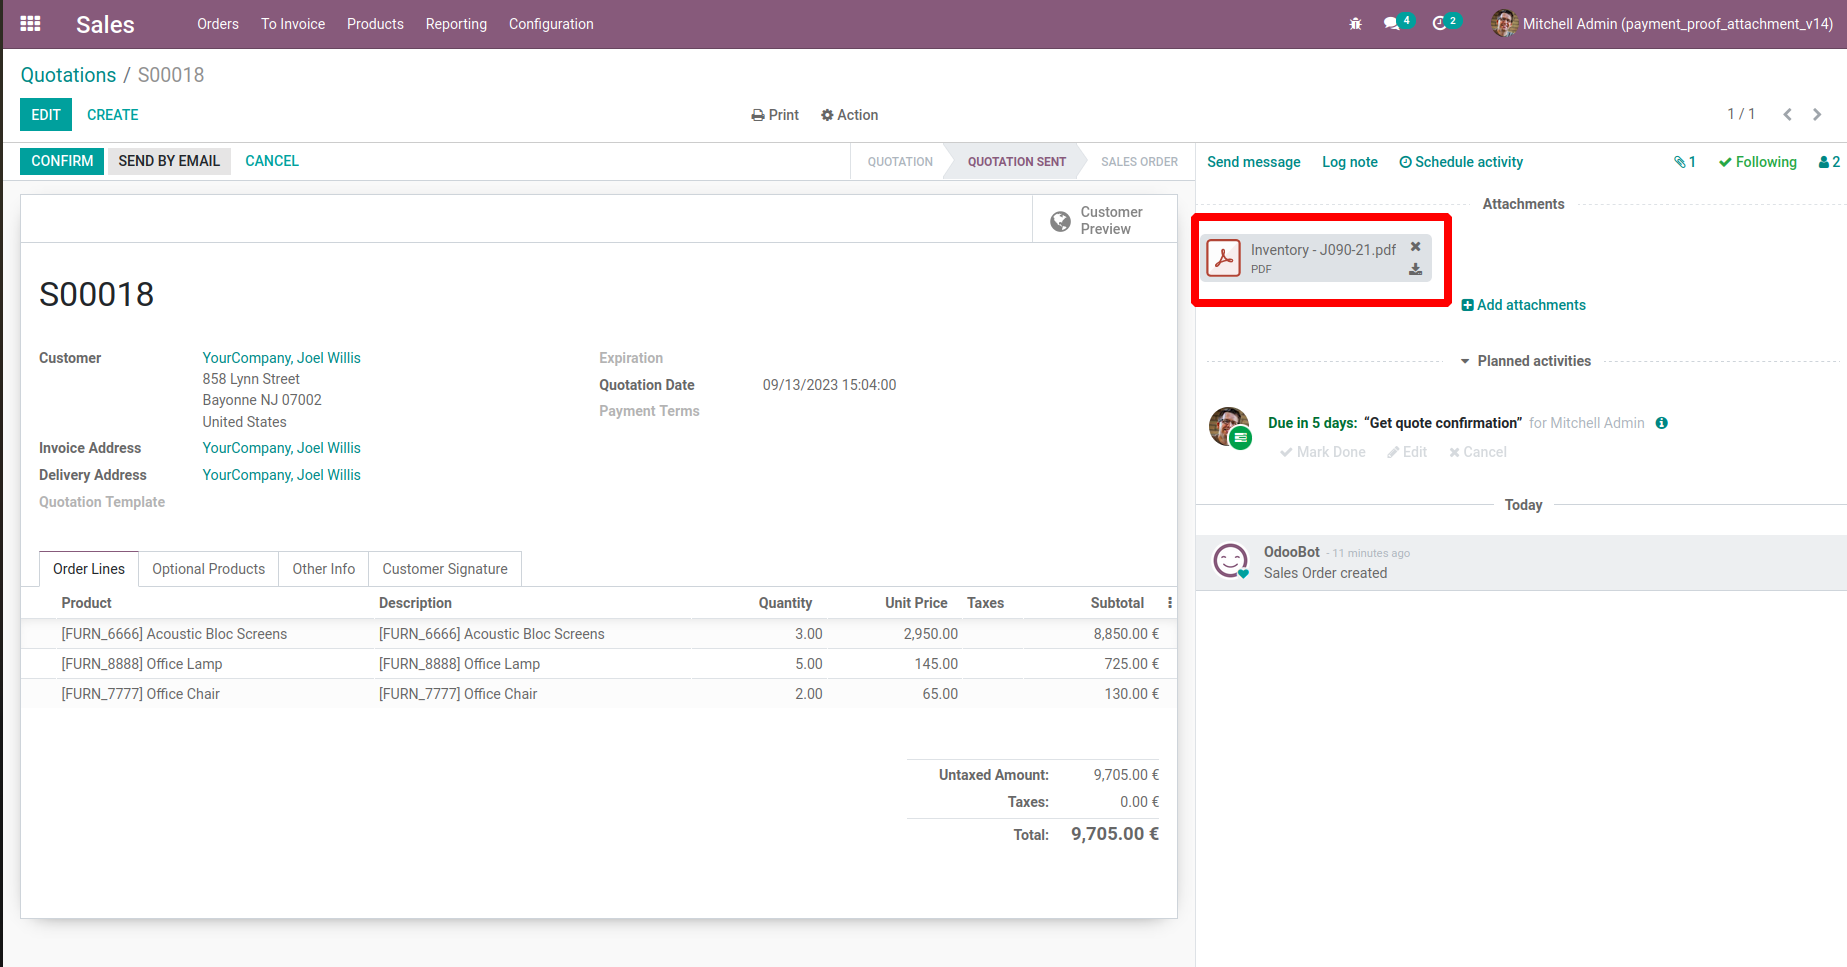 Sales Orders To Invoice Products Reporting Configuration 4 2 Mitchell Admin (payment_proof_attachment_v14)
Quotations / S00018
EDIT CREATE Print Action 1 / 1
CONFIRM SEND BY EMAIL CANCEL QUOTATION QUOTATION SENT SALES ORDER
Customer
Preview
S00018
Customer YourCompany, Joel Willis
858 Lynn Street
Bayonne NJ 07002
United States
Invoice Address YourCompany, Joel Willis
Delivery Address YourCompany, Joel Willis
Quotation Template
Expiration
Quotation Date 09/13/2023 15:04:00
Payment Terms
Order Lines Optional Products Other Info Customer Signature
Product Description Quantity Unit Price Taxes Subtotal
[FURN_6666] Acoustic Bloc Screens [FURN_6666] Acoustic Bloc Screens 3.00 2,950.00 8,850.00 €
[FURN_8888] Office Lamp [FURN_8888] Office Lamp 5.00 145.00 725.00 €
[FURN_7777] Office Chair [FURN_7777] Office Chair 2.00 65.00 130.00 €
Untaxed Amount: 9,705.00 €
Taxes: 0.00 €
Total: 9,705.00 €
Send message Log note Schedule activity 1 Following 2
Attachments
Inventory - J090-21.pdf
PDF
Add attachments
Planned activities
Due in 5 days: “Get quote confirmation” for Mitchell Admin
Mark Done Edit Cancel
Today
OdooBot - 11 minutes ago
Sales Order created